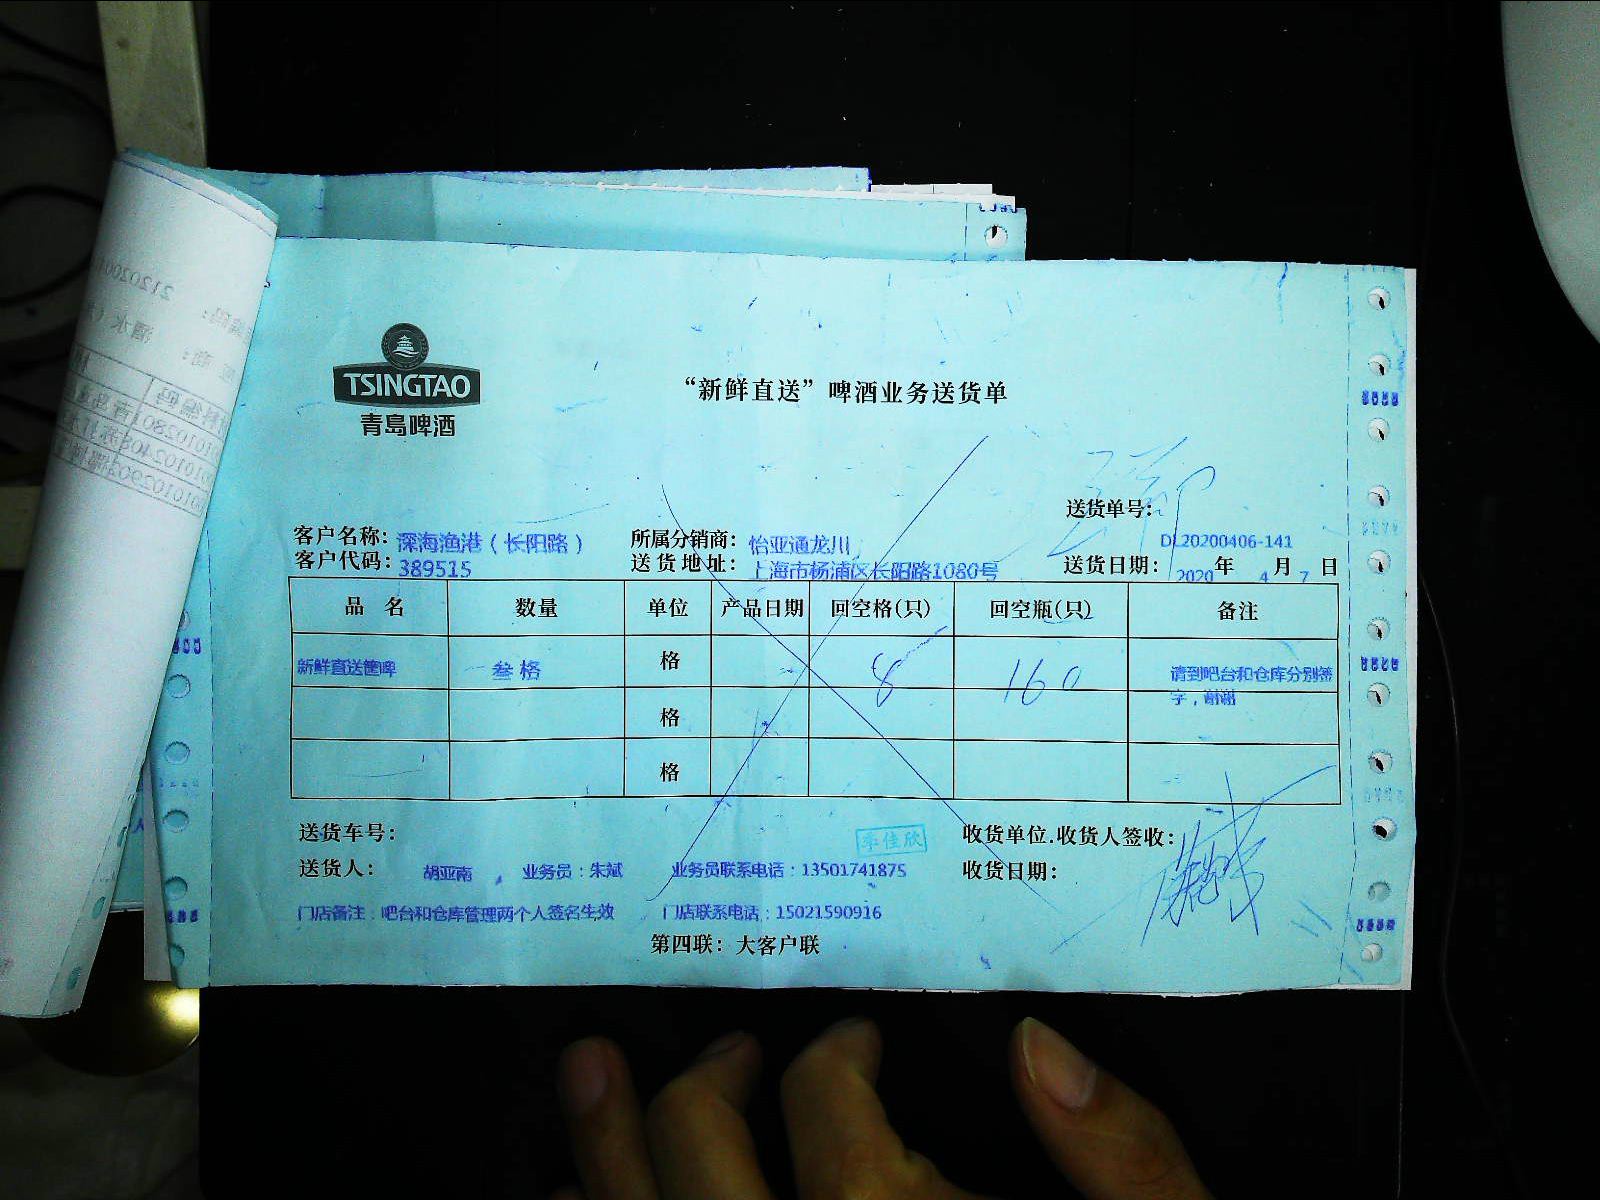 TSINGTAO
青岛啤酒
“新鲜直送”啤酒业务送货单
送货单号：
DL20200406-141
客户名称：深海渔港（长阳路） 所属分销商：怡亚通龙川
客户代码：389515 送货地址：上海市杨浦区长阳路1080号 送货日期：2020年4月7日
品名 数量 单位 产品日期 回空格(只) 回空瓶(只) 备注
新鲜直送筐啤 叁格 格 8 160 请到吧台和仓库分别签
字，谢谢
格
格
送货车号： 李佳欣 收货单位.收货人签收：
送货人：胡亚南 业务员：朱斌 业务员联系电话：13501741875 收货日期：
门店备注：吧台和仓库管理两个人签名生效 门店联系电话：15021590916
第四联：大客户联